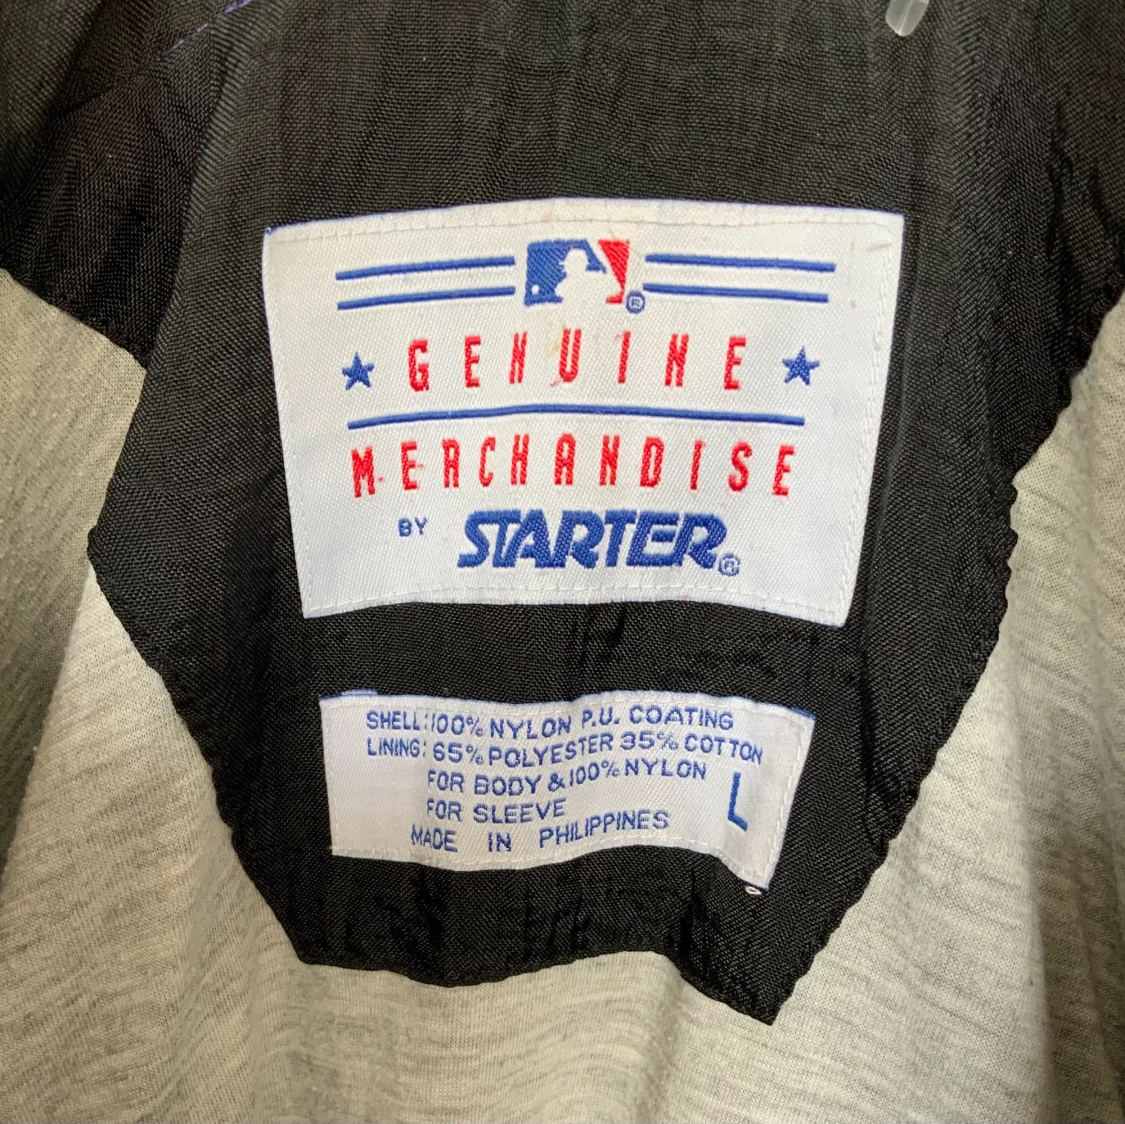 GENUINE
MERCHANDISE
BY STARTER®
SHELL: 100% NYLON P.U. COATING
LINING: 65% POLYESTER 35% COTTON
FOR BODY & 100% NYLON
FOR SLEEVE
MADE IN PHILIPPINES
L